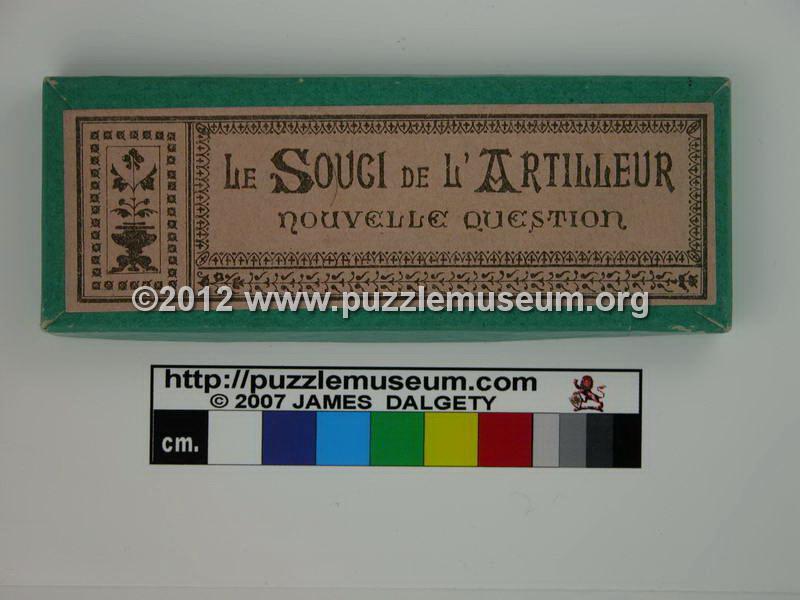 LE SOUCI DE L'ARTILLEUR
NOUVELLE QUESTION
©2012 www.puzzlemuseum.org
http://puzzlemuseum.com
© 2007 JAMES DALGETY
cm.